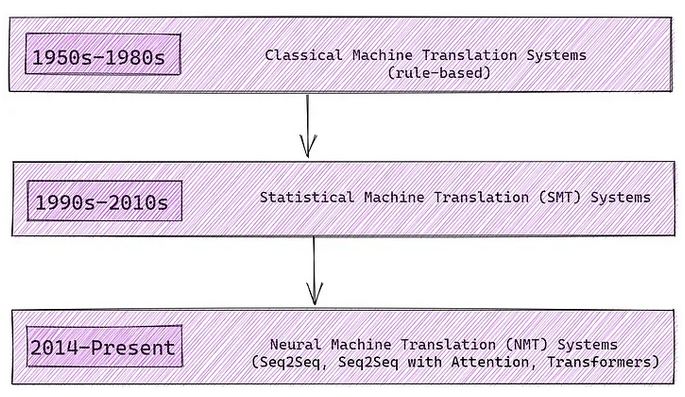 1950s-1980s
Classical Machine Translation Systems
(rule-based)
1990s-2010s
Statistical Machine Translation (SMT) Systems
2014-Present
Neural Machine Translation (NMT) Systems
(Seq2Seq, Seq2Seq with Attention, Transformers)